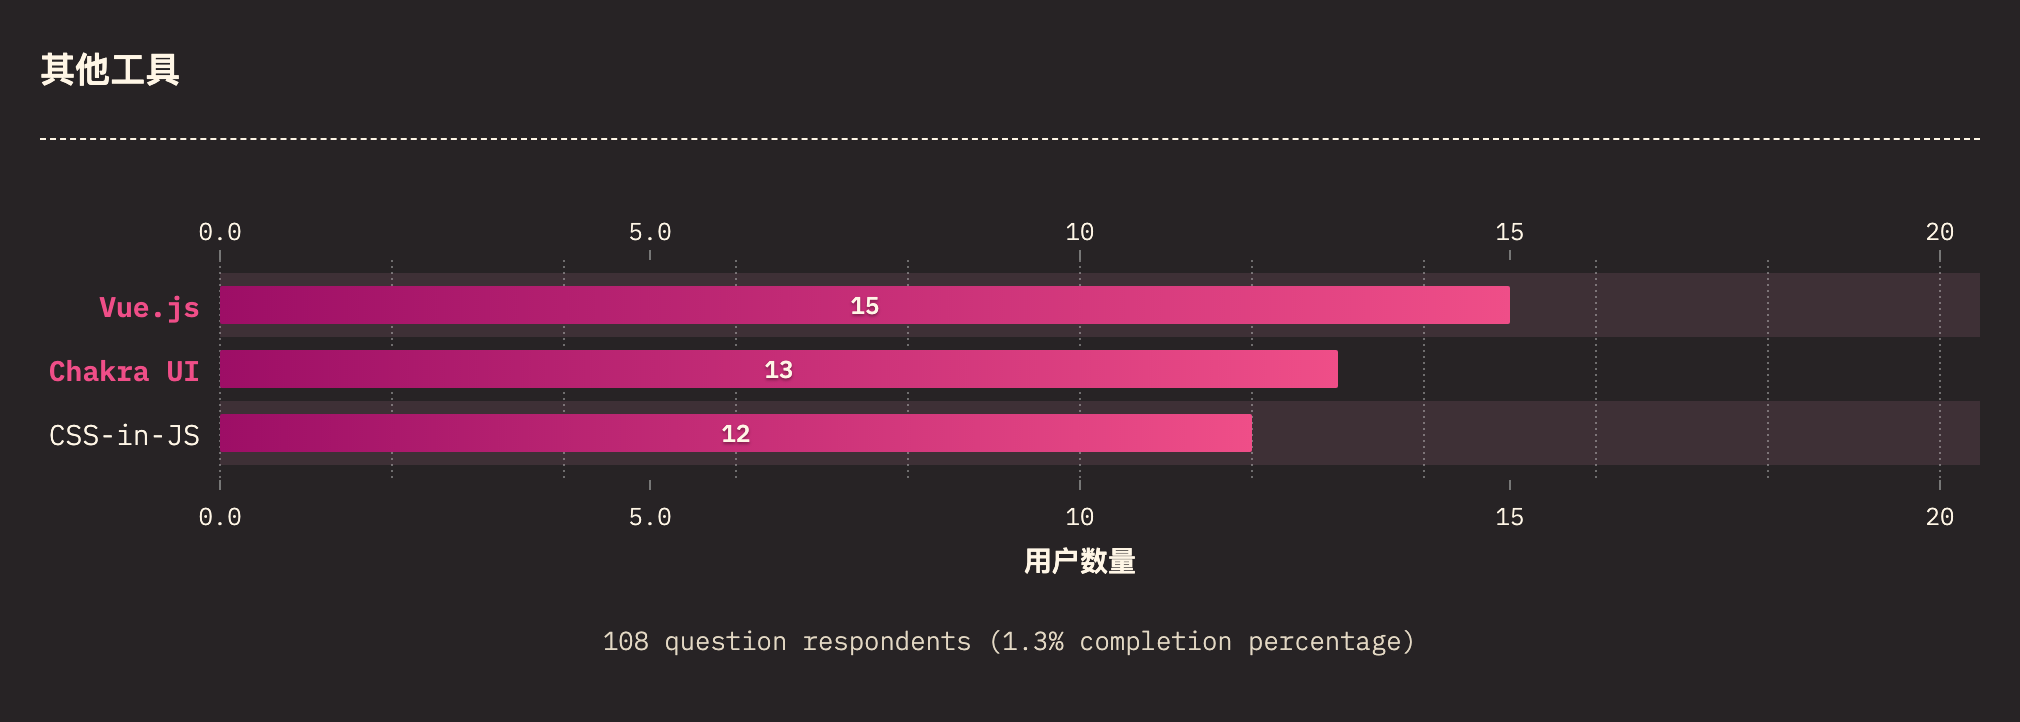 其他工具
0.0 5.0 10 15 20
Vue.js 15
Chakra UI 13
CSS-in-JS 12
0.0 5.0 10 15 20
用户数量
108 question respondents (1.3% completion percentage)